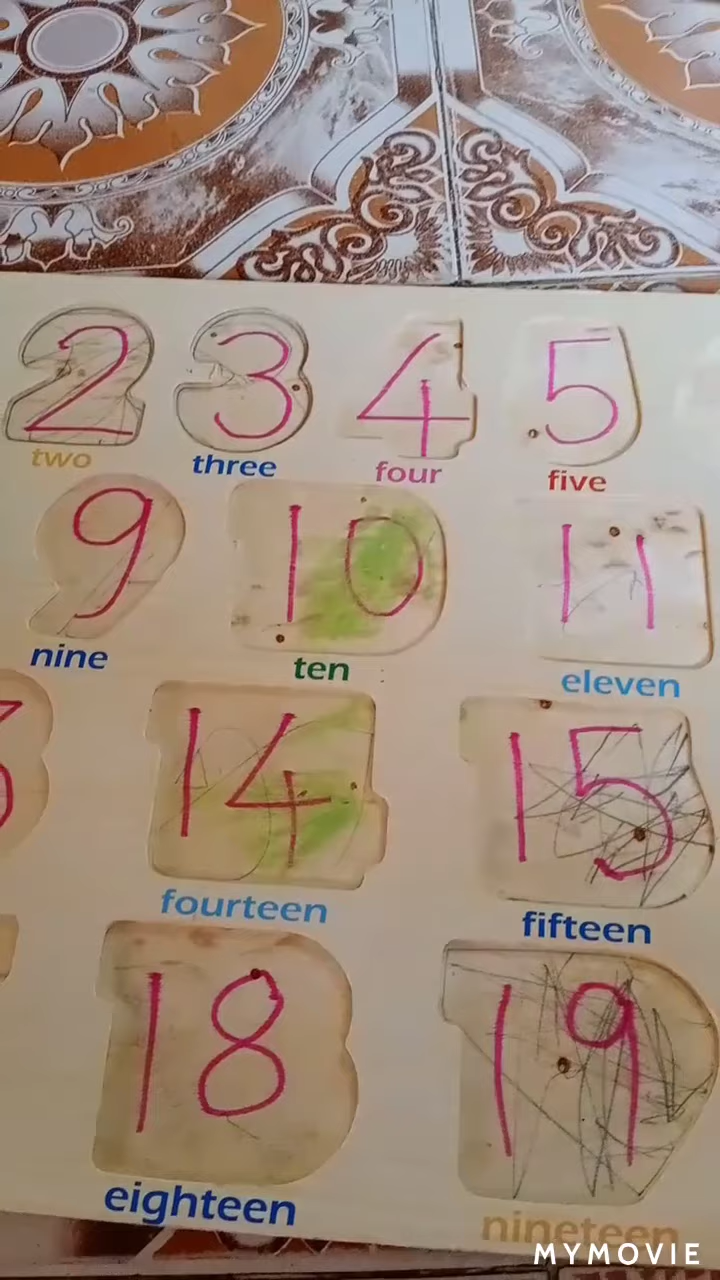 2 3 4 5
two three four five
9 10 11
nine ten eleven
3 14 15
fourteen fifteen
18 19
eighteen nineteen
MYMOVIE